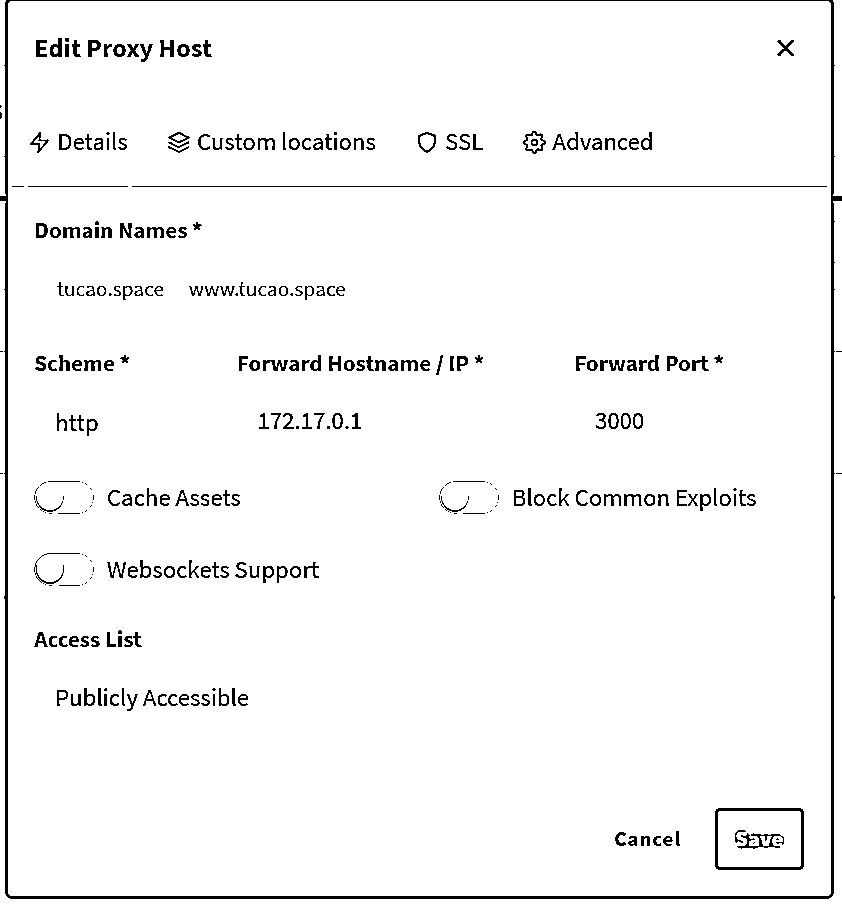 Edit Proxy Host
Details Custom locations SSL Advanced
Domain Names *
tucao.space www.tucao.space
Scheme * Forward Hostname / IP * Forward Port *
http 172.17.0.1 3000
Cache Assets Block Common Exploits
Websockets Support
Access List
Publicly Accessible
Cancel Save